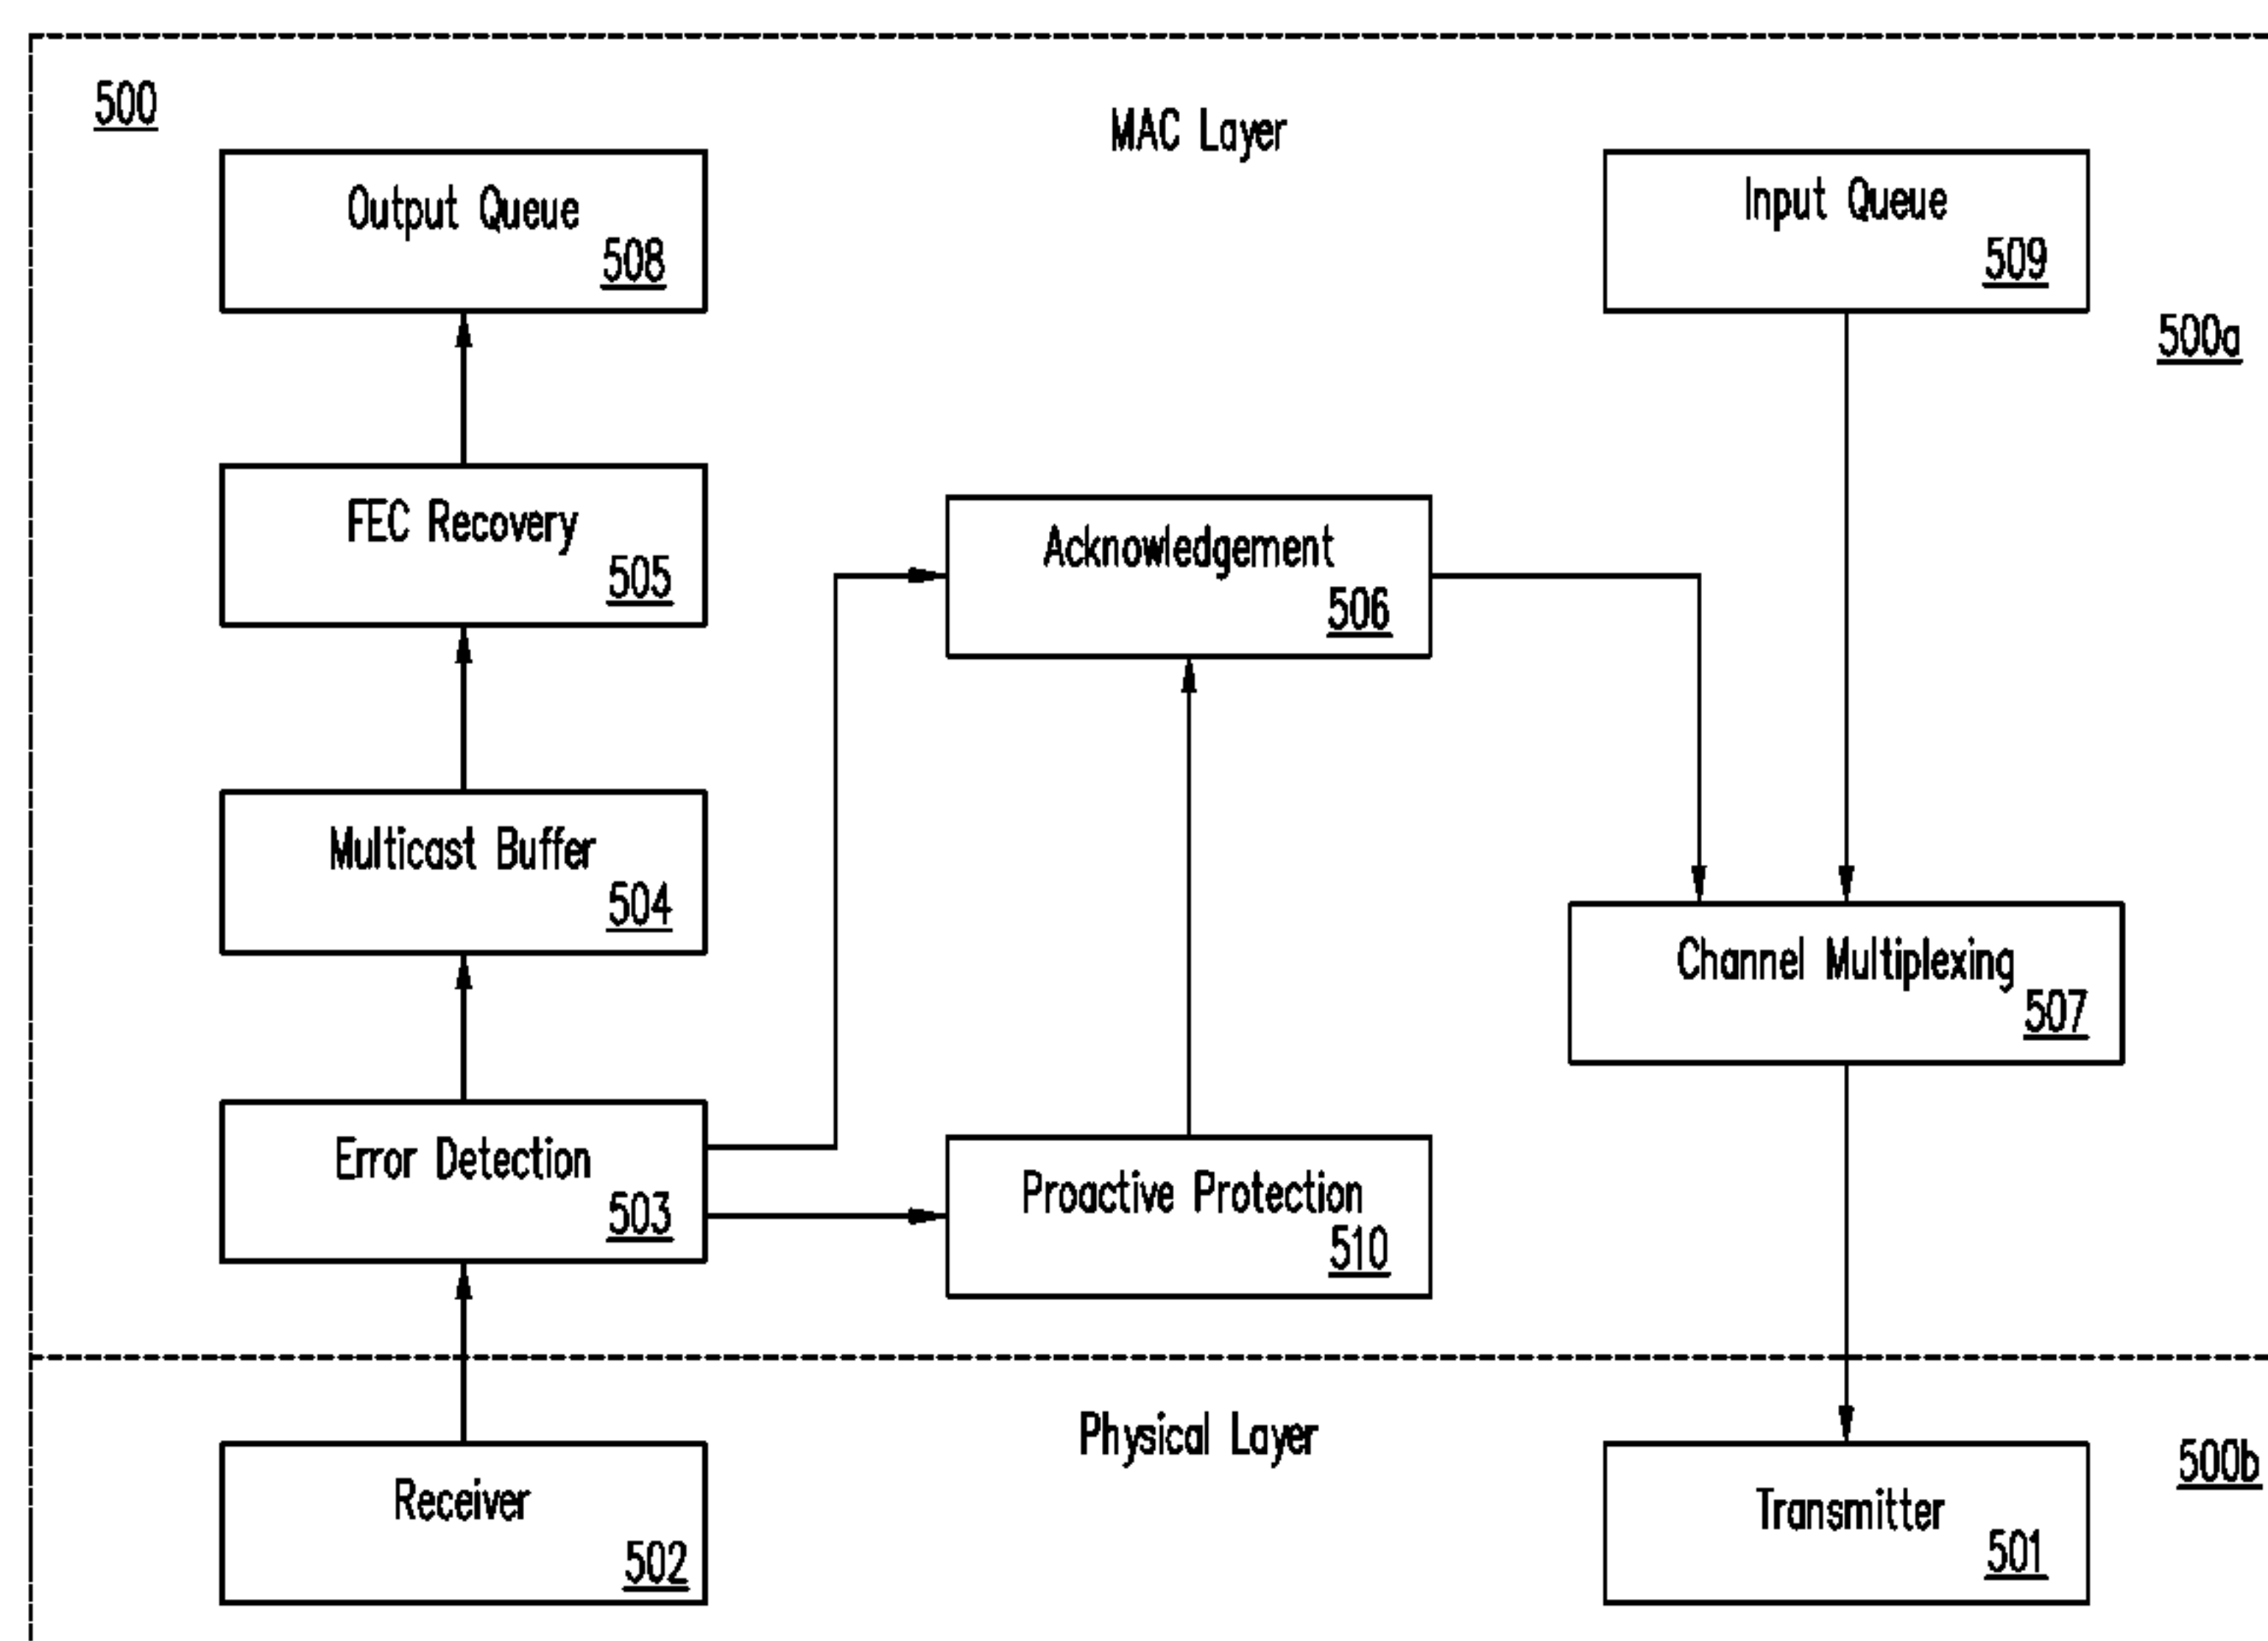 500
MAC Layer
Output Queue
508
Input Queue
509
500a
FEC Recovery
505
Acknowledgement
506
Multicast Buffer
504
Channel Multiplexing
507
Error Detection
503
Proactive Protection
510
Physical Layer
500b
Receiver
502
Transmitter
501